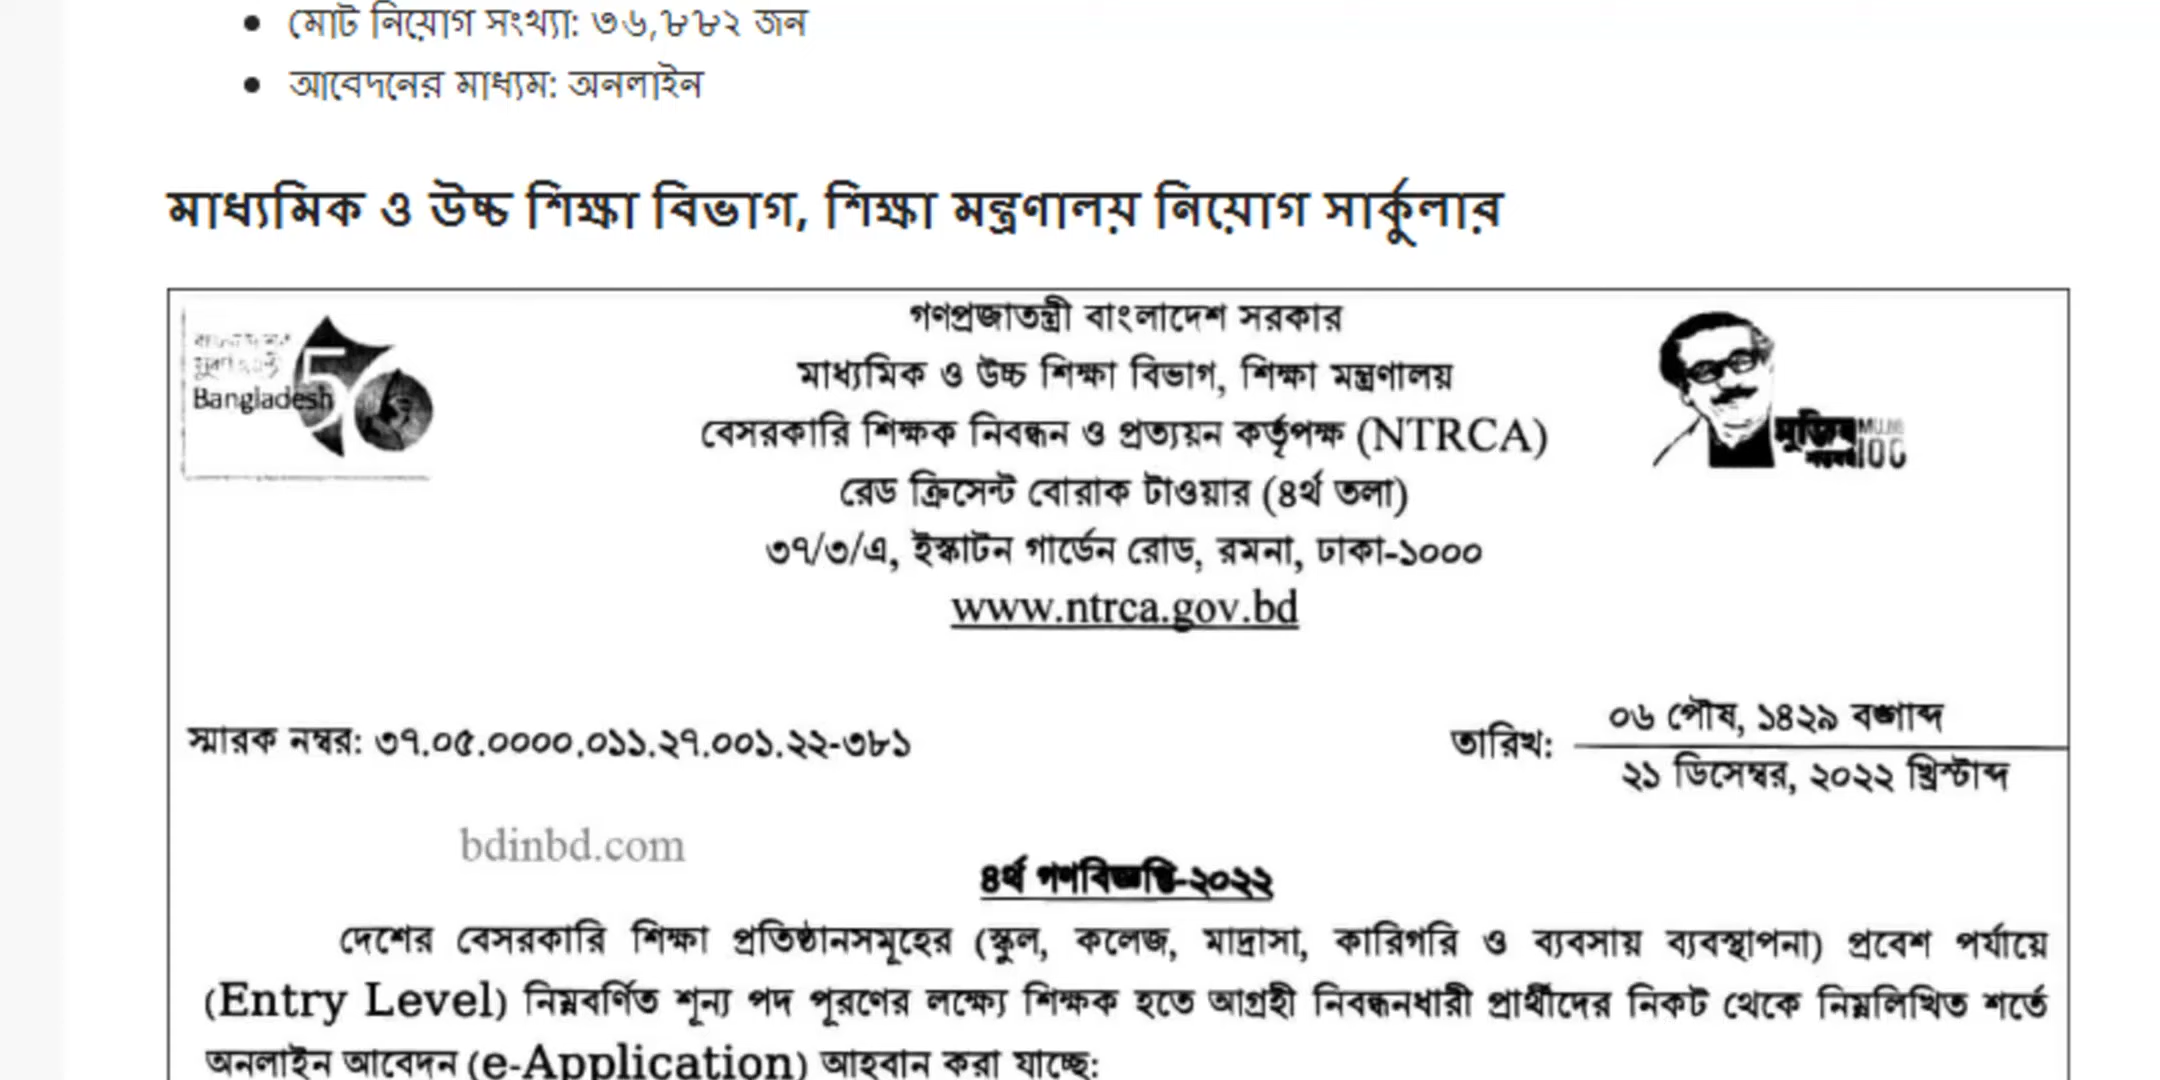 মোট নিয়োগ সংখ্যা: ৩৬,৮৮২ জন
আবেদনের মাধ্যম: অনলাইন
মাধ্যমিক ও উচ্চ শিক্ষা বিভাগ, শিক্ষা মন্ত্রণালয় নিয়োগ সার্কুলার
গণপ্রজাতন্ত্রী বাংলাদেশ সরকার
মাধ্যমিক ও উচ্চ শিক্ষা বিভাগ, শিক্ষা মন্ত্রণালয়
বেসরকারি শিক্ষক নিবন্ধন ও প্রত্যয়ন কর্তৃপক্ষ (NTRCA)
রেড ক্রিসেন্ট বোরাক টাওয়ার (৪র্থ তলা)
৩৭/৩/এ, ইস্কাটন গার্ডেন রোড, রমনা, ঢাকা-১০০০
www.ntrca.gov.bd
50
Bangladesh
মুজিব MUJIB
100
স্মারক নম্বর: ৩৭.০৫.০০০০.০১১.২৭.০০১.২২-৩৮১
তারিখ: ০৬ পৌষ, ১৪২৯ বঙ্গাব্দ
২১ ডিসেম্বর, ২০২২ খ্রিস্টাব্দ
bdinbd.com
৪র্থ গণবিজ্ঞপ্তি-২০২২
দেশের বেসরকারি শিক্ষা প্রতিষ্ঠানসমূহের (স্কুল, কলেজ, মাদ্রাসা, কারিগরি ও ব্যবসায় ব্যবস্থাপনা) প্রবেশ পর্যায়ে
(Entry Level) নিম্নবর্ণিত শূন্য পদ পূরণের লক্ষ্যে শিক্ষক হতে আগ্রহী নিবন্ধনধারী প্রার্থীদের নিকট থেকে নিম্নলিখিত শর্তে
অনলাইন আবেদন (e-Application) আহবান করা যাচ্ছে: